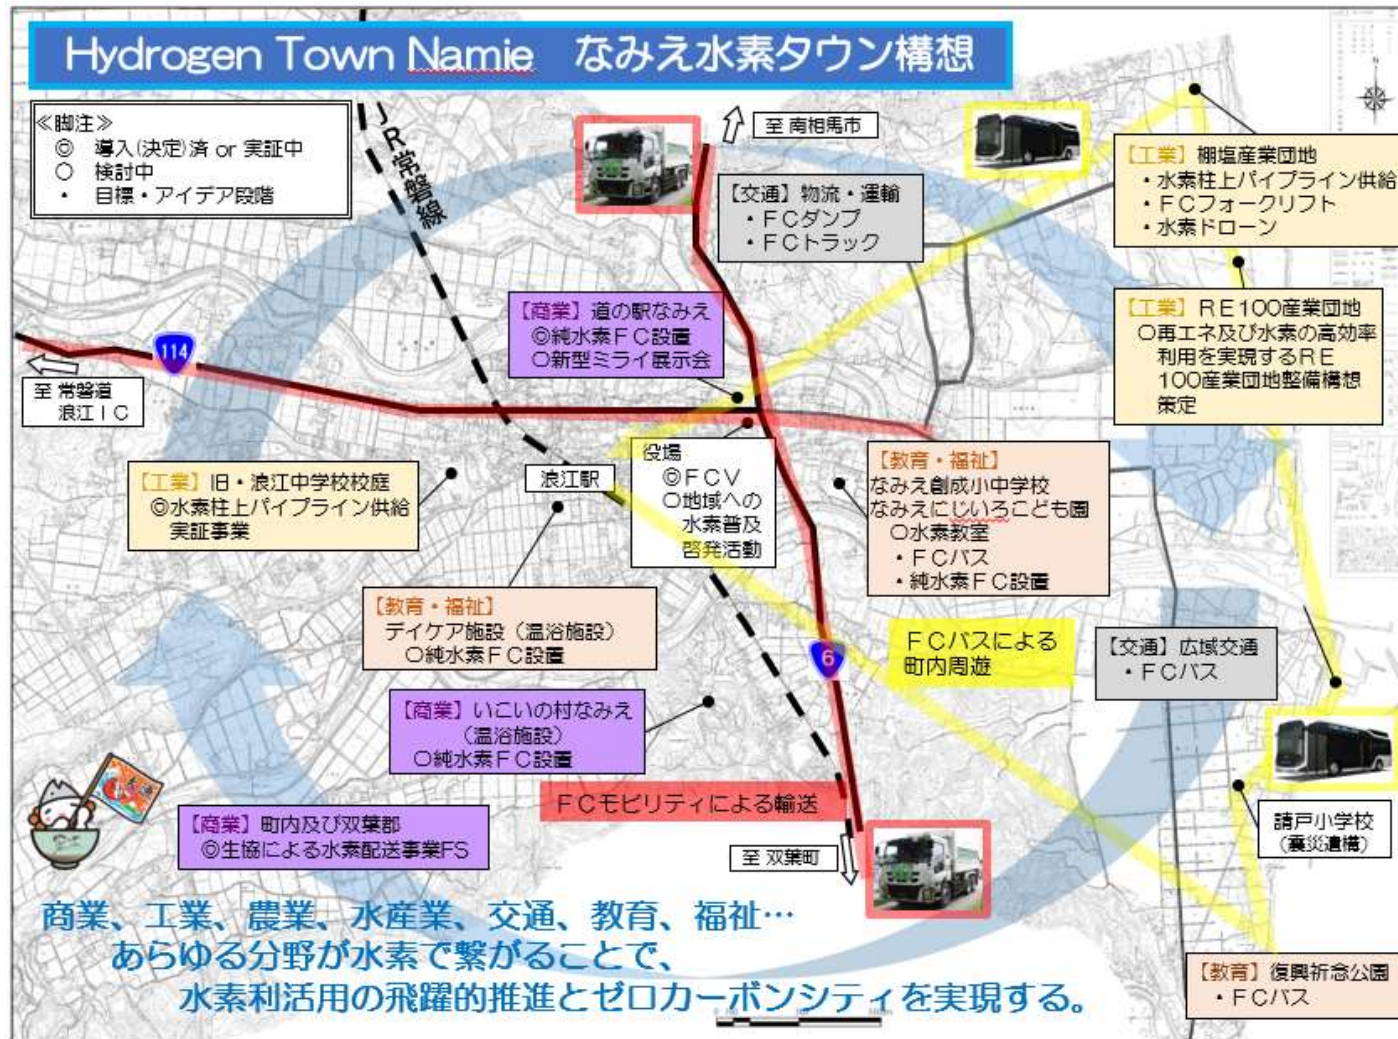 Hydrogen Town Namie なみえ水素タウン構想
≪脚注≫
◎ 導入(決定)済 or 実証中
○ 検討中
・ 目標・アイデア段階
JR常磐線
至 南相馬市
【交通】物流・運輸
・FCダンプ
・FCトラック
【工業】棚塩産業団地
・水素柱上パイプライン供給
・FCフォークリフト
・水素ドローン
【商業】道の駅なみえ
◎純水素FC設置
○新型ミライ展示会
【工業】RE100産業団地
○再エネ及び水素の高効率
利用を実現するRE
100産業団地整備構想
策定
114
至 常磐道
浪江IC
【工業】旧・浪江中学校校庭
◎水素柱上パイプライン供給
実証事業
浪江駅
役場
◎FCV
○地域への
水素普及
啓発活動
【教育・福祉】
なみえ創成小中学校
なみえにじいろこども園
○水素教室
・FCバス
・純水素FC設置
【教育・福祉】
デイケア施設（温浴施設）
○純水素FC設置
6
FCバスによる
町内周遊
【交通】広域交通
・FCバス
【商業】いこいの村なみえ
（温浴施設）
○純水素FC設置
FCモビリティによる輸送
【商業】町内及び双葉郡
◎生協による水素配送事業FS
至 双葉町
請戸小学校
(震災遺構)
商業、工業、農業、水産業、交通、教育、福祉…
あらゆる分野が水素で繋がることで、
水素利活用の飛躍的推進とゼロカーボンシティを実現する。
【教育】復興祈念公園
・FCバス